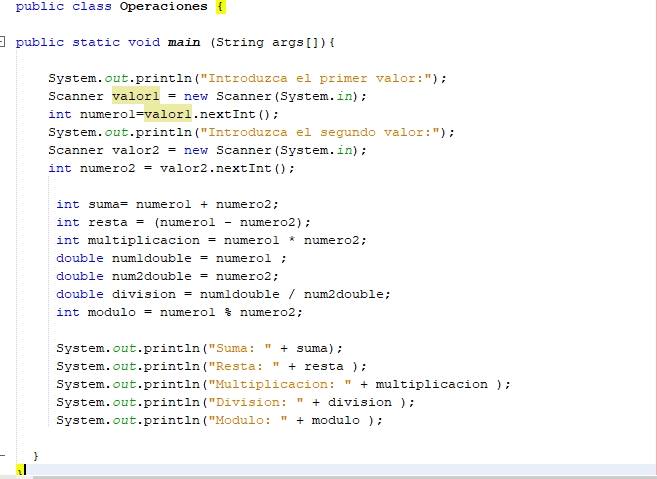 public class Operaciones {
public static void main (String args[]){
System.out.println("Introduzca el primer valor:");
Scanner valor1 = new Scanner(System.in);
int numero1=valor1.nextInt();
System.out.println("Introduzca el segundo valor:");
Scanner valor2 = new Scanner(System.in);
int numero2 = valor2.nextInt();
int suma= numero1 + numero2;
int resta = (numero1 - numero2);
int multiplicacion = numero1 * numero2;
double num1double = numero1 ;
double num2double = numero2;
double division = num1double / num2double;
int modulo = numero1 % numero2;
System.out.println("Suma: " + suma);
System.out.println("Resta: " + resta );
System.out.println("Multiplicacion: " + multiplicacion );
System.out.println("Division: " + division );
System.out.println("Modulo: " + modulo );
}
}